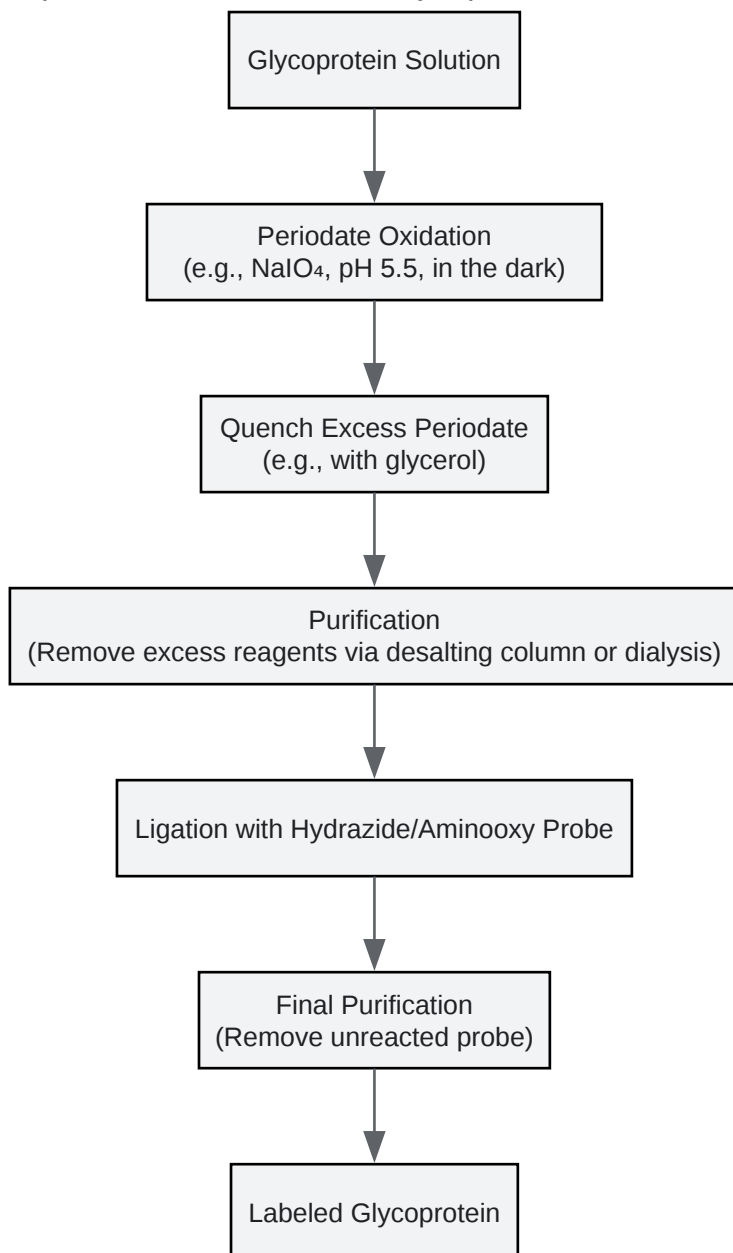 Glycoprotein Solution
Periodate Oxidation
(e.g., NaIO₄, pH 5.5, in the dark)
Quench Excess Periodate
(e.g., with glycerol)
Purification
(Remove excess reagents via desalting column or dialysis)
Ligation with Hydrazide/Aminooxy Probe
Final Purification
(Remove unreacted probe)
Labeled Glycoprotein